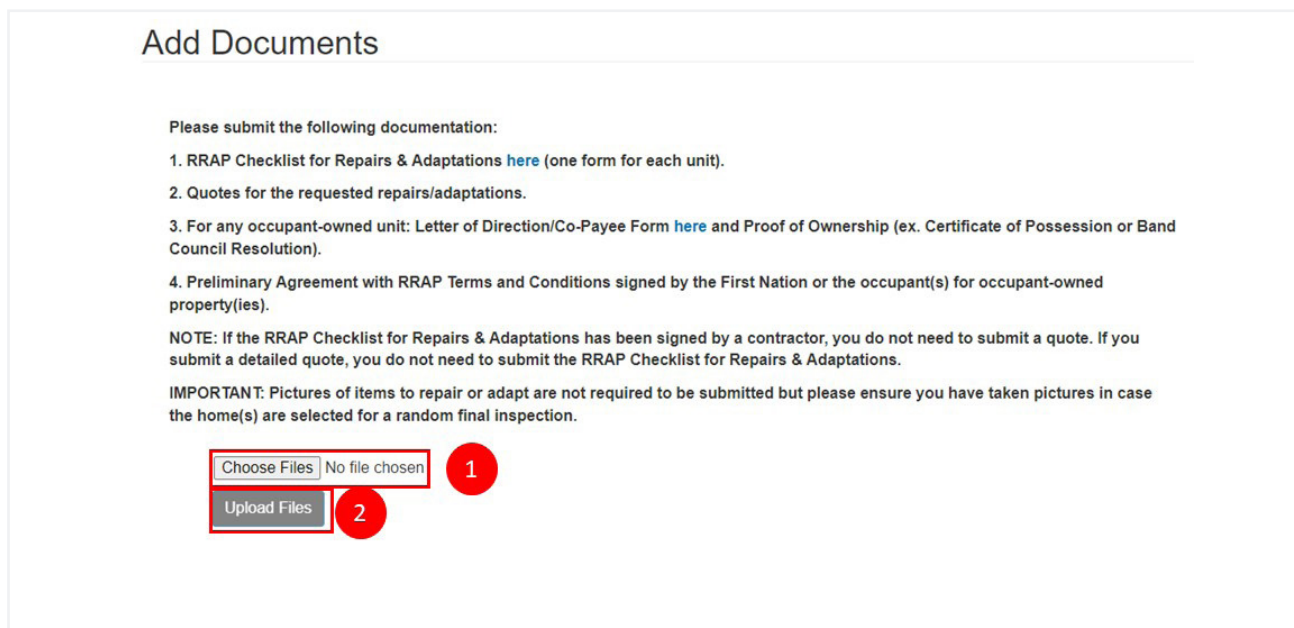 Add Documents
Please submit the following documentation:
1. RRAP Checklist for Repairs & Adaptations here (one form for each unit).
2. Quotes for the requested repairs/adaptations.
3. For any occupant-owned unit: Letter of Direction/Co-Payee Form here and Proof of Ownership (ex. Certificate of Possession or Band
Council Resolution).
4. Preliminary Agreement with RRAP Terms and Conditions signed by the First Nation or the occupant(s) for occupant-owned
property(ies).
NOTE: If the RRAP Checklist for Repairs & Adaptations has been signed by a contractor, you do not need to submit a quote. If you
submit a detailed quote, you do not need to submit the RRAP Checklist for Repairs & Adaptations.
IMPORTANT: Pictures of items to repair or adapt are not required to be submitted but please ensure you have taken pictures in case
the home(s) are selected for a random final inspection.
Choose Files No file chosen 1
Upload Files 2